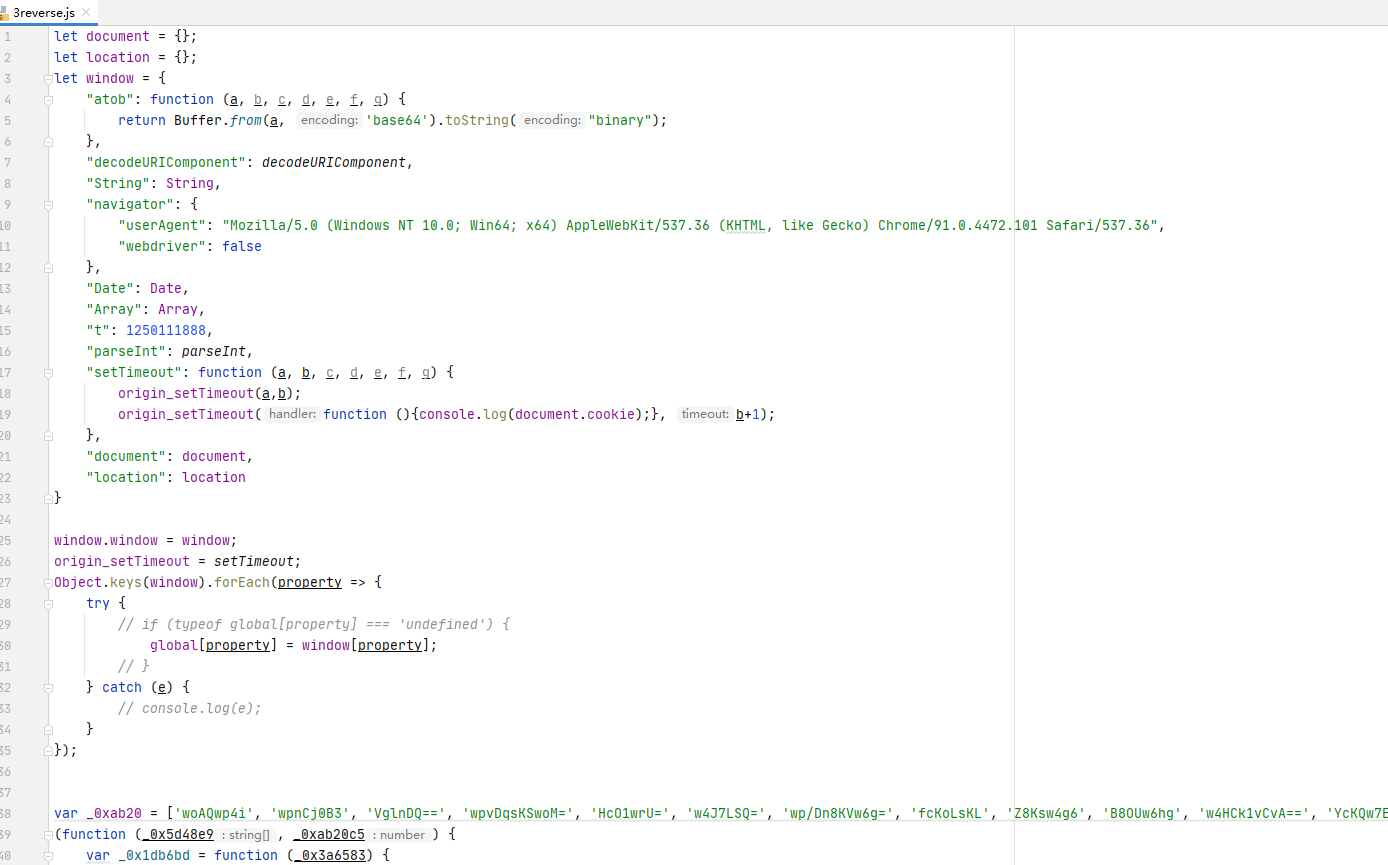 3reverse.js
1 let document = {};
2 let location = {};
3 let window = {
4 "atob": function (a, b, c, d, e, f, g) {
5 return Buffer.from(a, encoding: 'base64').toString( encoding: "binary");
6 },
7 "decodeURIComponent": decodeURIComponent,
8 "String": String,
9 "navigator": {
10 "userAgent": "Mozilla/5.0 (Windows NT 10.0; Win64; x64) AppleWebKit/537.36 (KHTML, like Gecko) Chrome/91.0.4472.101 Safari/537.36",
11 "webdriver": false
12 },
13 "Date": Date,
14 "Array": Array,
15 "t": 1250111888,
16 "parseInt": parseInt,
17 "setTimeout": function (a, b, c, d, e, f, g) {
18 origin_setTimeout(a,b);
19 origin_setTimeout( handler: function (){console.log(document.cookie);}, timeout: b+1);
20 },
21 "document": document,
22 "location": location
23 }
24
25 window.window = window;
26 origin_setTimeout = setTimeout;
27 Object.keys(window).forEach(property => {
28 try {
29 // if (typeof global[property] === 'undefined') {
30 global[property] = window[property];
31 // }
32 } catch (e) {
33 // console.log(e);
34 }
35 });
36
37
38 var _0xab20 = ['woAQwp4i', 'wpnCj0B3', 'VglnDQ==', 'wpvDqsKSwoM=', 'HcO1wrU=', 'w4J7LSQ=', 'wp/Dn8KVw6g=', 'fcKoLsKL', 'Z8Ksw4g6', 'B8OUw6hg', 'w4HCk1vCvA==', 'YcKQw7E
39 (function (_0x5d48e9 : string[] , _0xab20c5 : number ) {
40 var _0x1db6bd = function (_0x3a6583) {